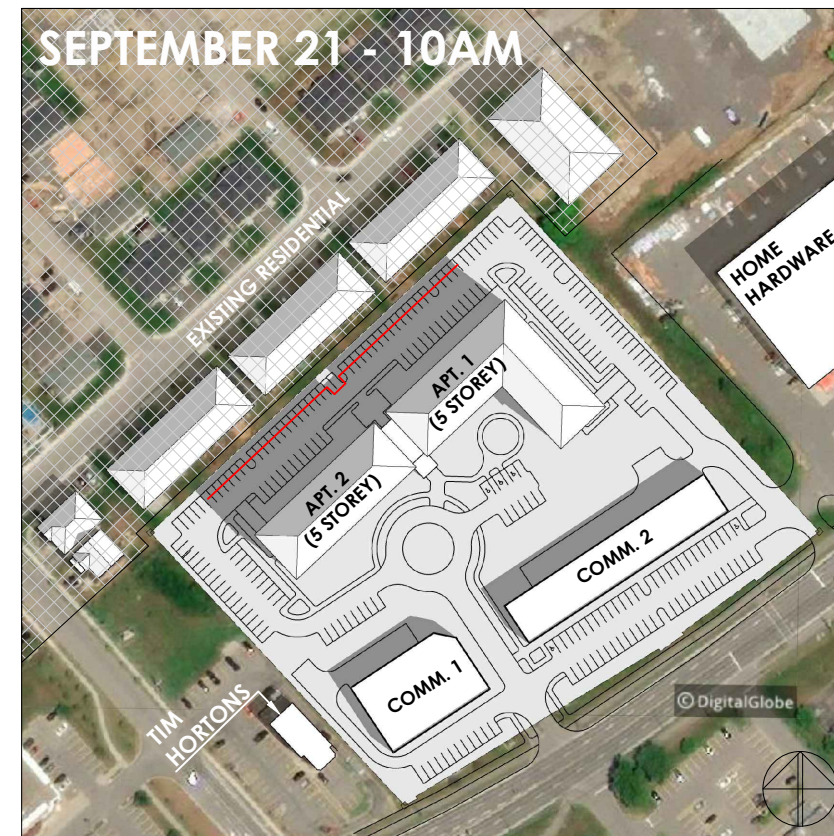 SEPTEMBER 21 - 10AM
EXISTING RESIDENTIAL
HOME
HARDWARE
APT. 1
(5 STOREY)
APT. 2
(5 STOREY)
COMM. 2
COMM. 1
TIM
HORTONS
© DigitalGlobe